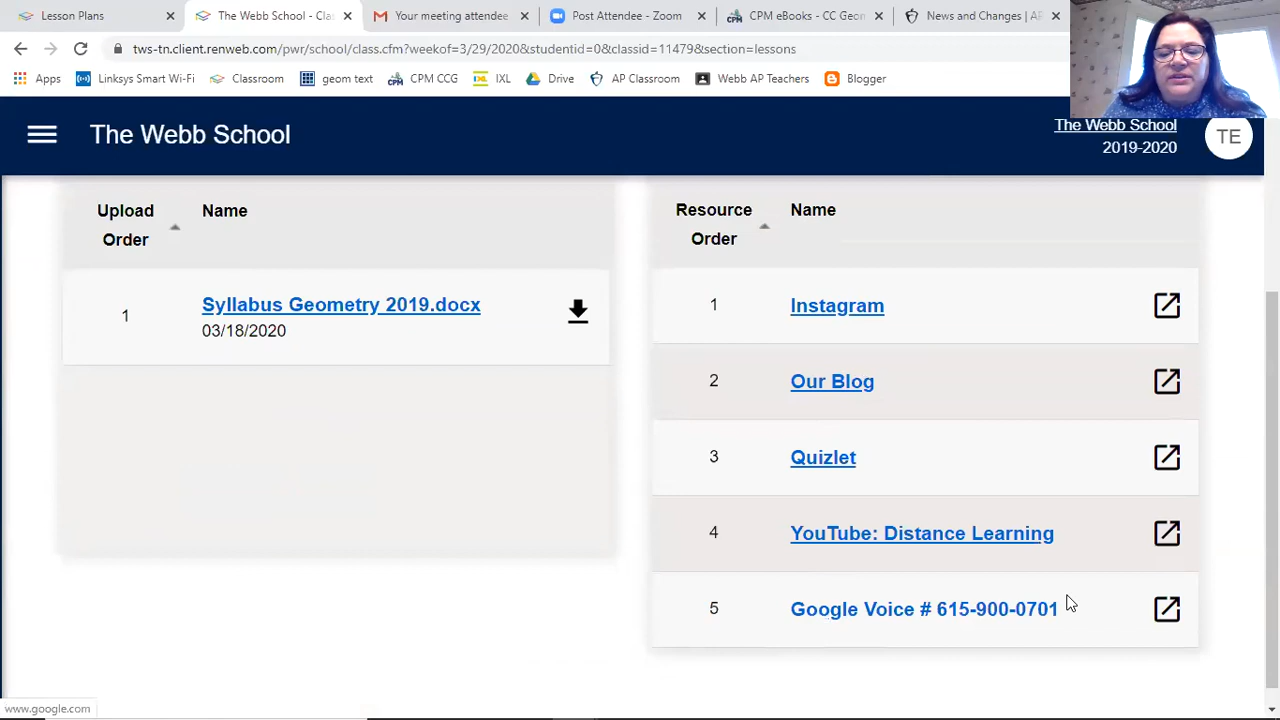 Lesson Plans
The Webb School - Cla
Your meeting attendee
Post Attendee - Zoom
CPM eBooks - CC Geon
News and Changes | AP
tws-tn.client.renweb.com/pwr/school/class.cfm?weekof=3/29/2020&studentid=0&classid=11479&section=lessons
Apps
Linksys Smart Wi-Fi
Classroom
geom text
CPM CCG
IXL
Drive
AP Classroom
Webb AP Teachers
Blogger
The Webb School
The Webb School
2019-2020
TE
Upload Order
Name
1
Syllabus Geometry 2019.docx
03/18/2020
Resource Order
Name
1 Instagram
2 Our Blog
3 Quizlet
4 YouTube: Distance Learning
5 Google Voice # 615-900-0701
www.google.com